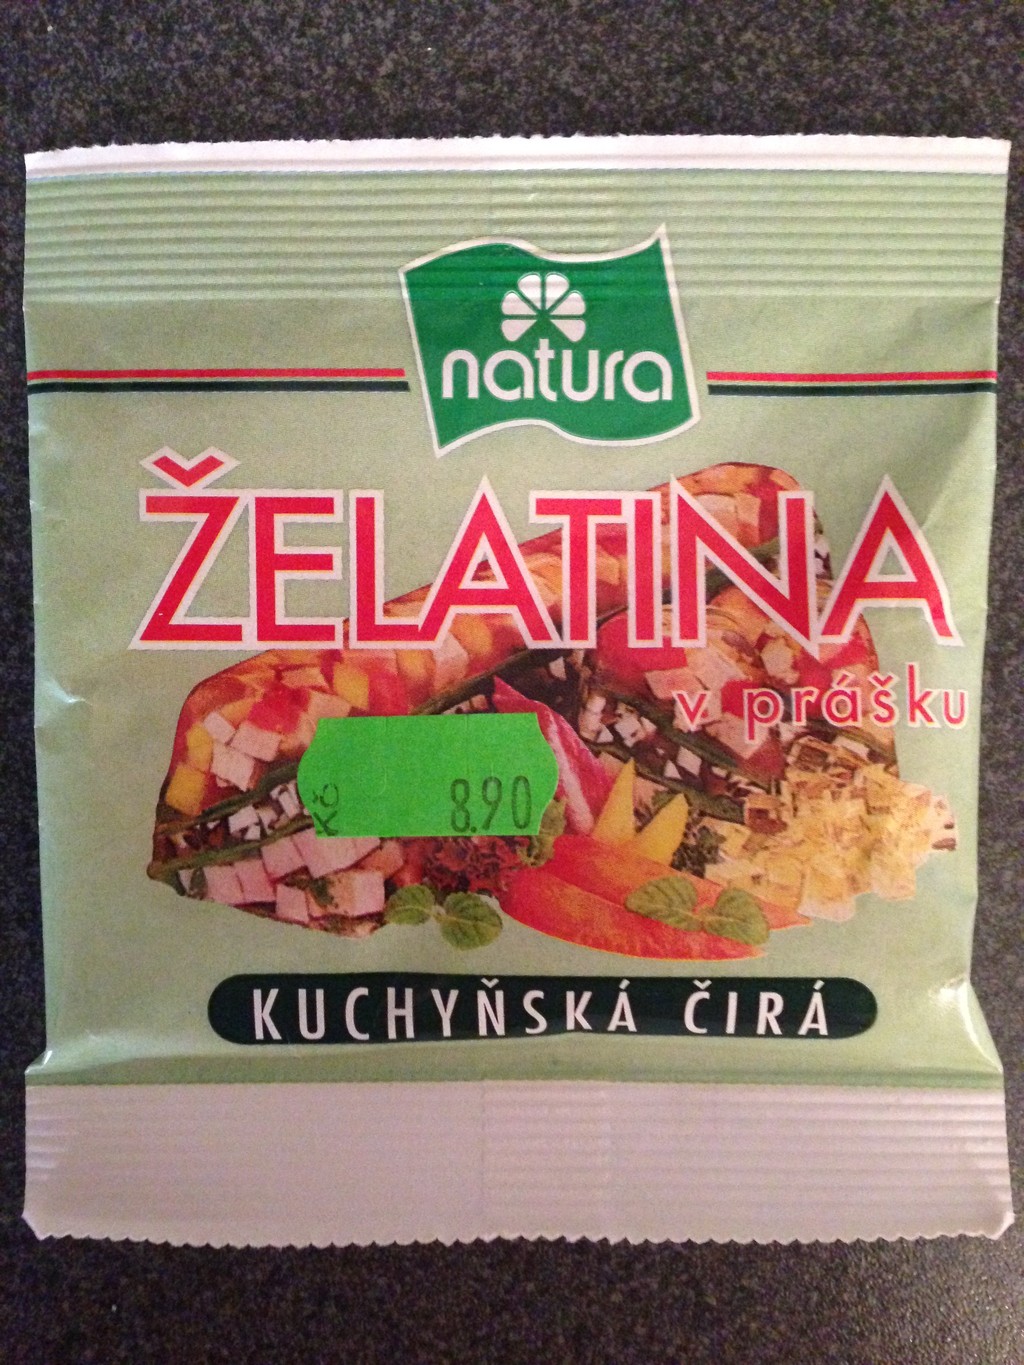 natura
ŽELATINA
v prášku
Kč 8.90
KUCHYŇSKÁ ČIRÁ